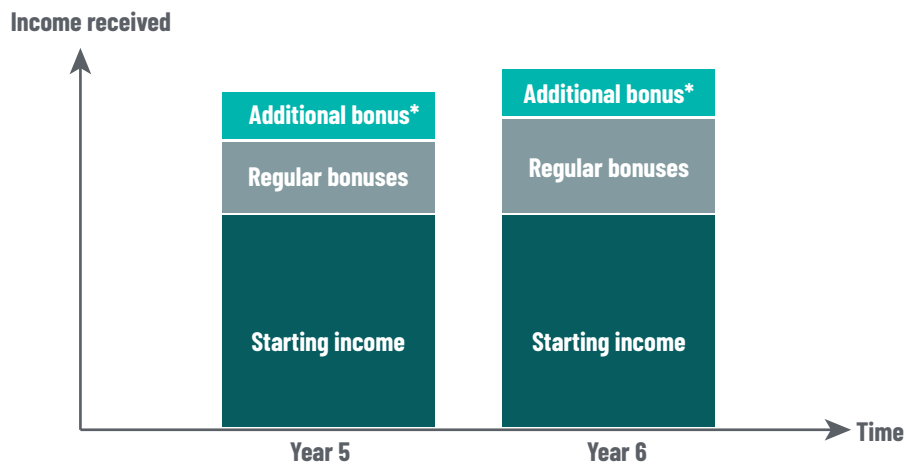 Income received
Additional bonus*
Additional bonus*
Regular bonuses
Regular bonuses
Starting income
Starting income
Time
Year 5
Year 6